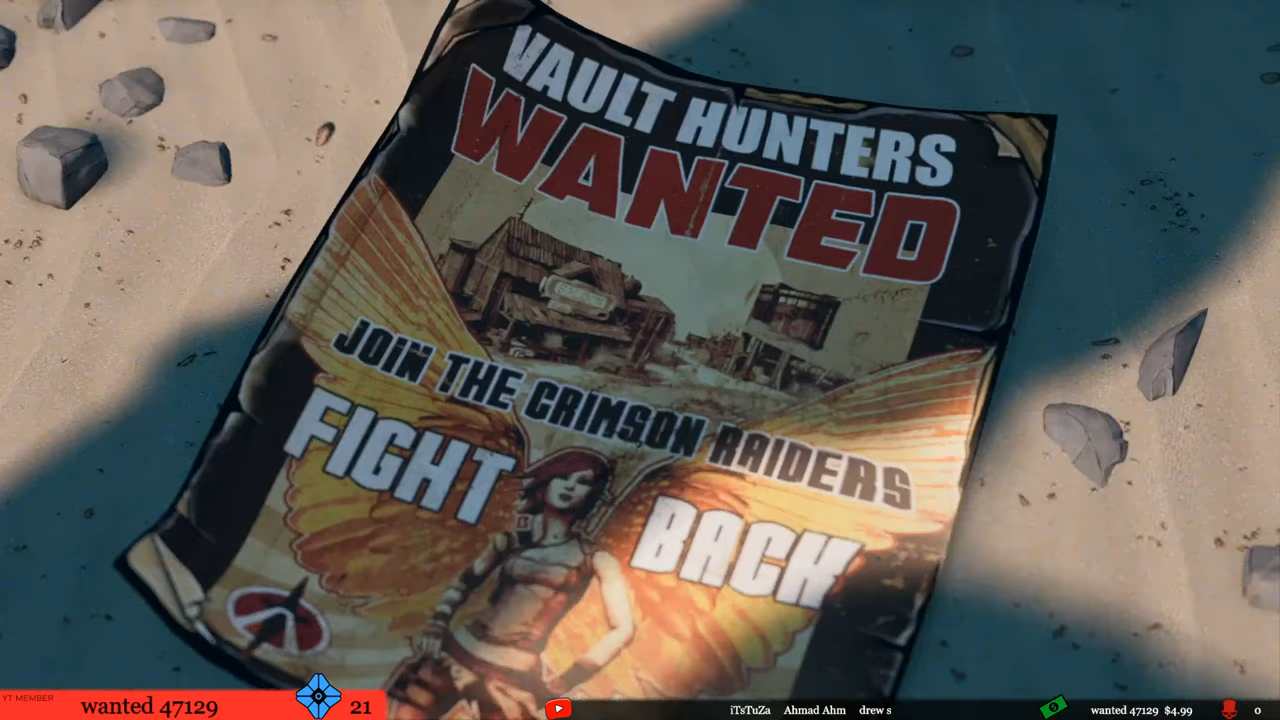 VAULT HUNTERS
WANTED
JOIN THE CRIMSON RAIDERS
FIGHT BACK
YT MEMBER
wanted 47129
21
iTsTuZa Ahmad Ahm drew s
wanted 47129 $4.99
0